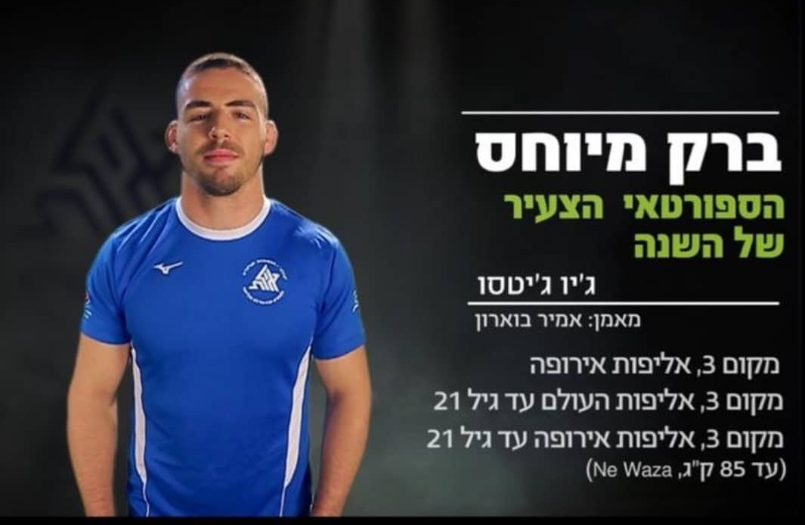 ברק מיוחס
הספורטאי הצעיר
של השנה
ג'יו ג'יטסו
מאמן: אמיר בוארון
מקום 3, אליפות אירופה
מקום 3, אליפות העולם עד גיל 21
מקום 3, אליפות אירופה עד גיל 21
(עד 85 ק"ג, Ne Waza)